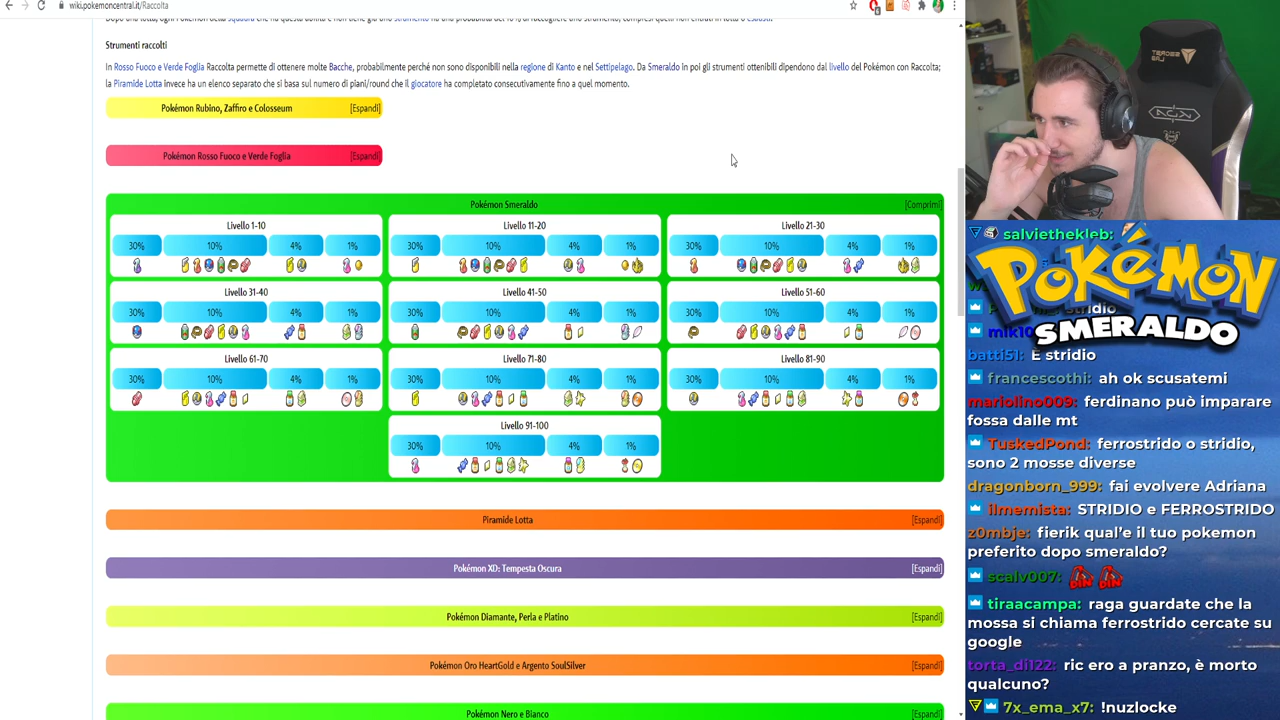 wiki.pokemoncentral.it/Raccolta
Strumenti raccolti
In Rosso Fuoco e Verde Foglia Raccolta permette di ottenere molte Bacche, probabilmente perché non sono disponibili nella regione di Kanto e nel Settipelago. Da Smeraldo in poi gli strumenti ottenibili dipendono dal livello del Pokémon con Raccolta;
la Piramide Lotta invece ha un elenco separato che si basa sul numero di piani/round che il giocatore ha completato consecutivamente fino a quel momento.
Pokémon Rubino, Zaffiro e Colosseum [Espandi]
Pokémon Rosso Fuoco e Verde Foglia [Espandi]
Pokémon Smeraldo [Comprimi]
Livello 1-10 Livello 11-20 Livello 21-30
30% 10% 4% 1% 30% 10% 4% 1% 30% 10% 4% 1%
Livello 31-40 Livello 41-50 Livello 51-60
30% 10% 4% 1% 30% 10% 4% 1% 30% 10% 4% 1%
Livello 61-70 Livello 71-80 Livello 81-90
30% 10% 4% 1% 30% 10% 4% 1% 30% 10% 4% 1%
Livello 91-100
30% 10% 4% 1%
Piramide Lotta [Espandi]
Pokémon XD: Tempesta Oscura [Espandi]
Pokémon Diamante, Perla e Platino [Espandi]
Pokémon Oro HeartGold e Argento SoulSilver [Espandi]
Pokémon Nero e Bianco [Espandi]
SECRETLAB
salviethekleb:
POKÉMON
SMERALDO
stridio
batti51: È stridio
francescothi: ah ok scusatemi
mariolino009: ferdinano può imparare
fossa dalle mt
TuskedPond: ferrostrido o stridio,
sono 2 mosse diverse
dragonborn_999: fai evolvere Adriana
ilmemista: STRIDIO e FERROSTRIDO
z0mbje: fierik qual'e il tuo pokemon
preferito dopo smeraldo?
scalv007: DIN DIN
tiraacampa: raga guardate che la
mossa si chiama ferrostrido cercate su
google
torta_di122: ric ero a pranzo, è morto
qualcuno?
7x_ema_x7: !nuzlocke